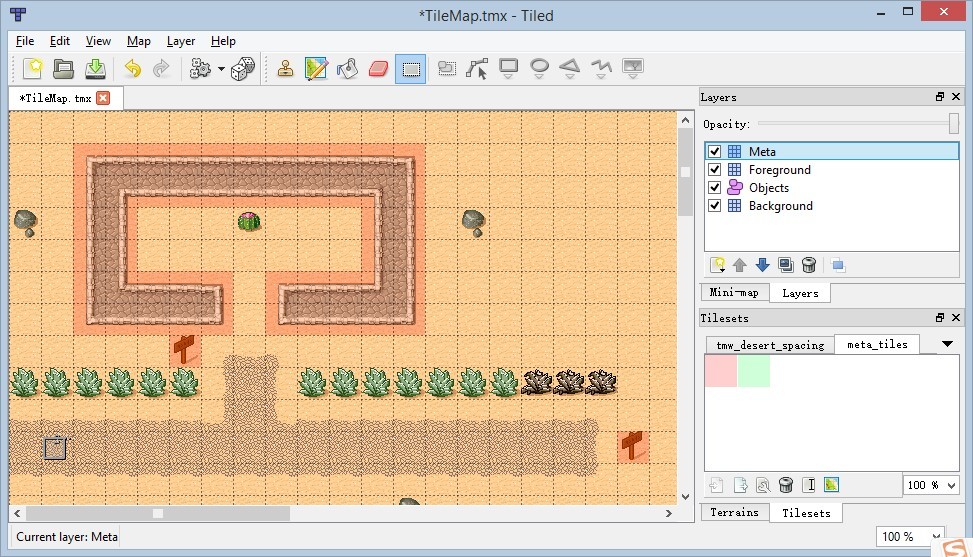 *TileMap.tmx - Tiled
File Edit View Map Layer Help
*TileMap.tmx
Layers
Opacity:
Meta
Foreground
Objects
Background
Mini-map Layers
Tilesets
tmw_desert_spacing meta_tiles
100 %
Terrains Tilesets
Current layer: Meta
100 %
S